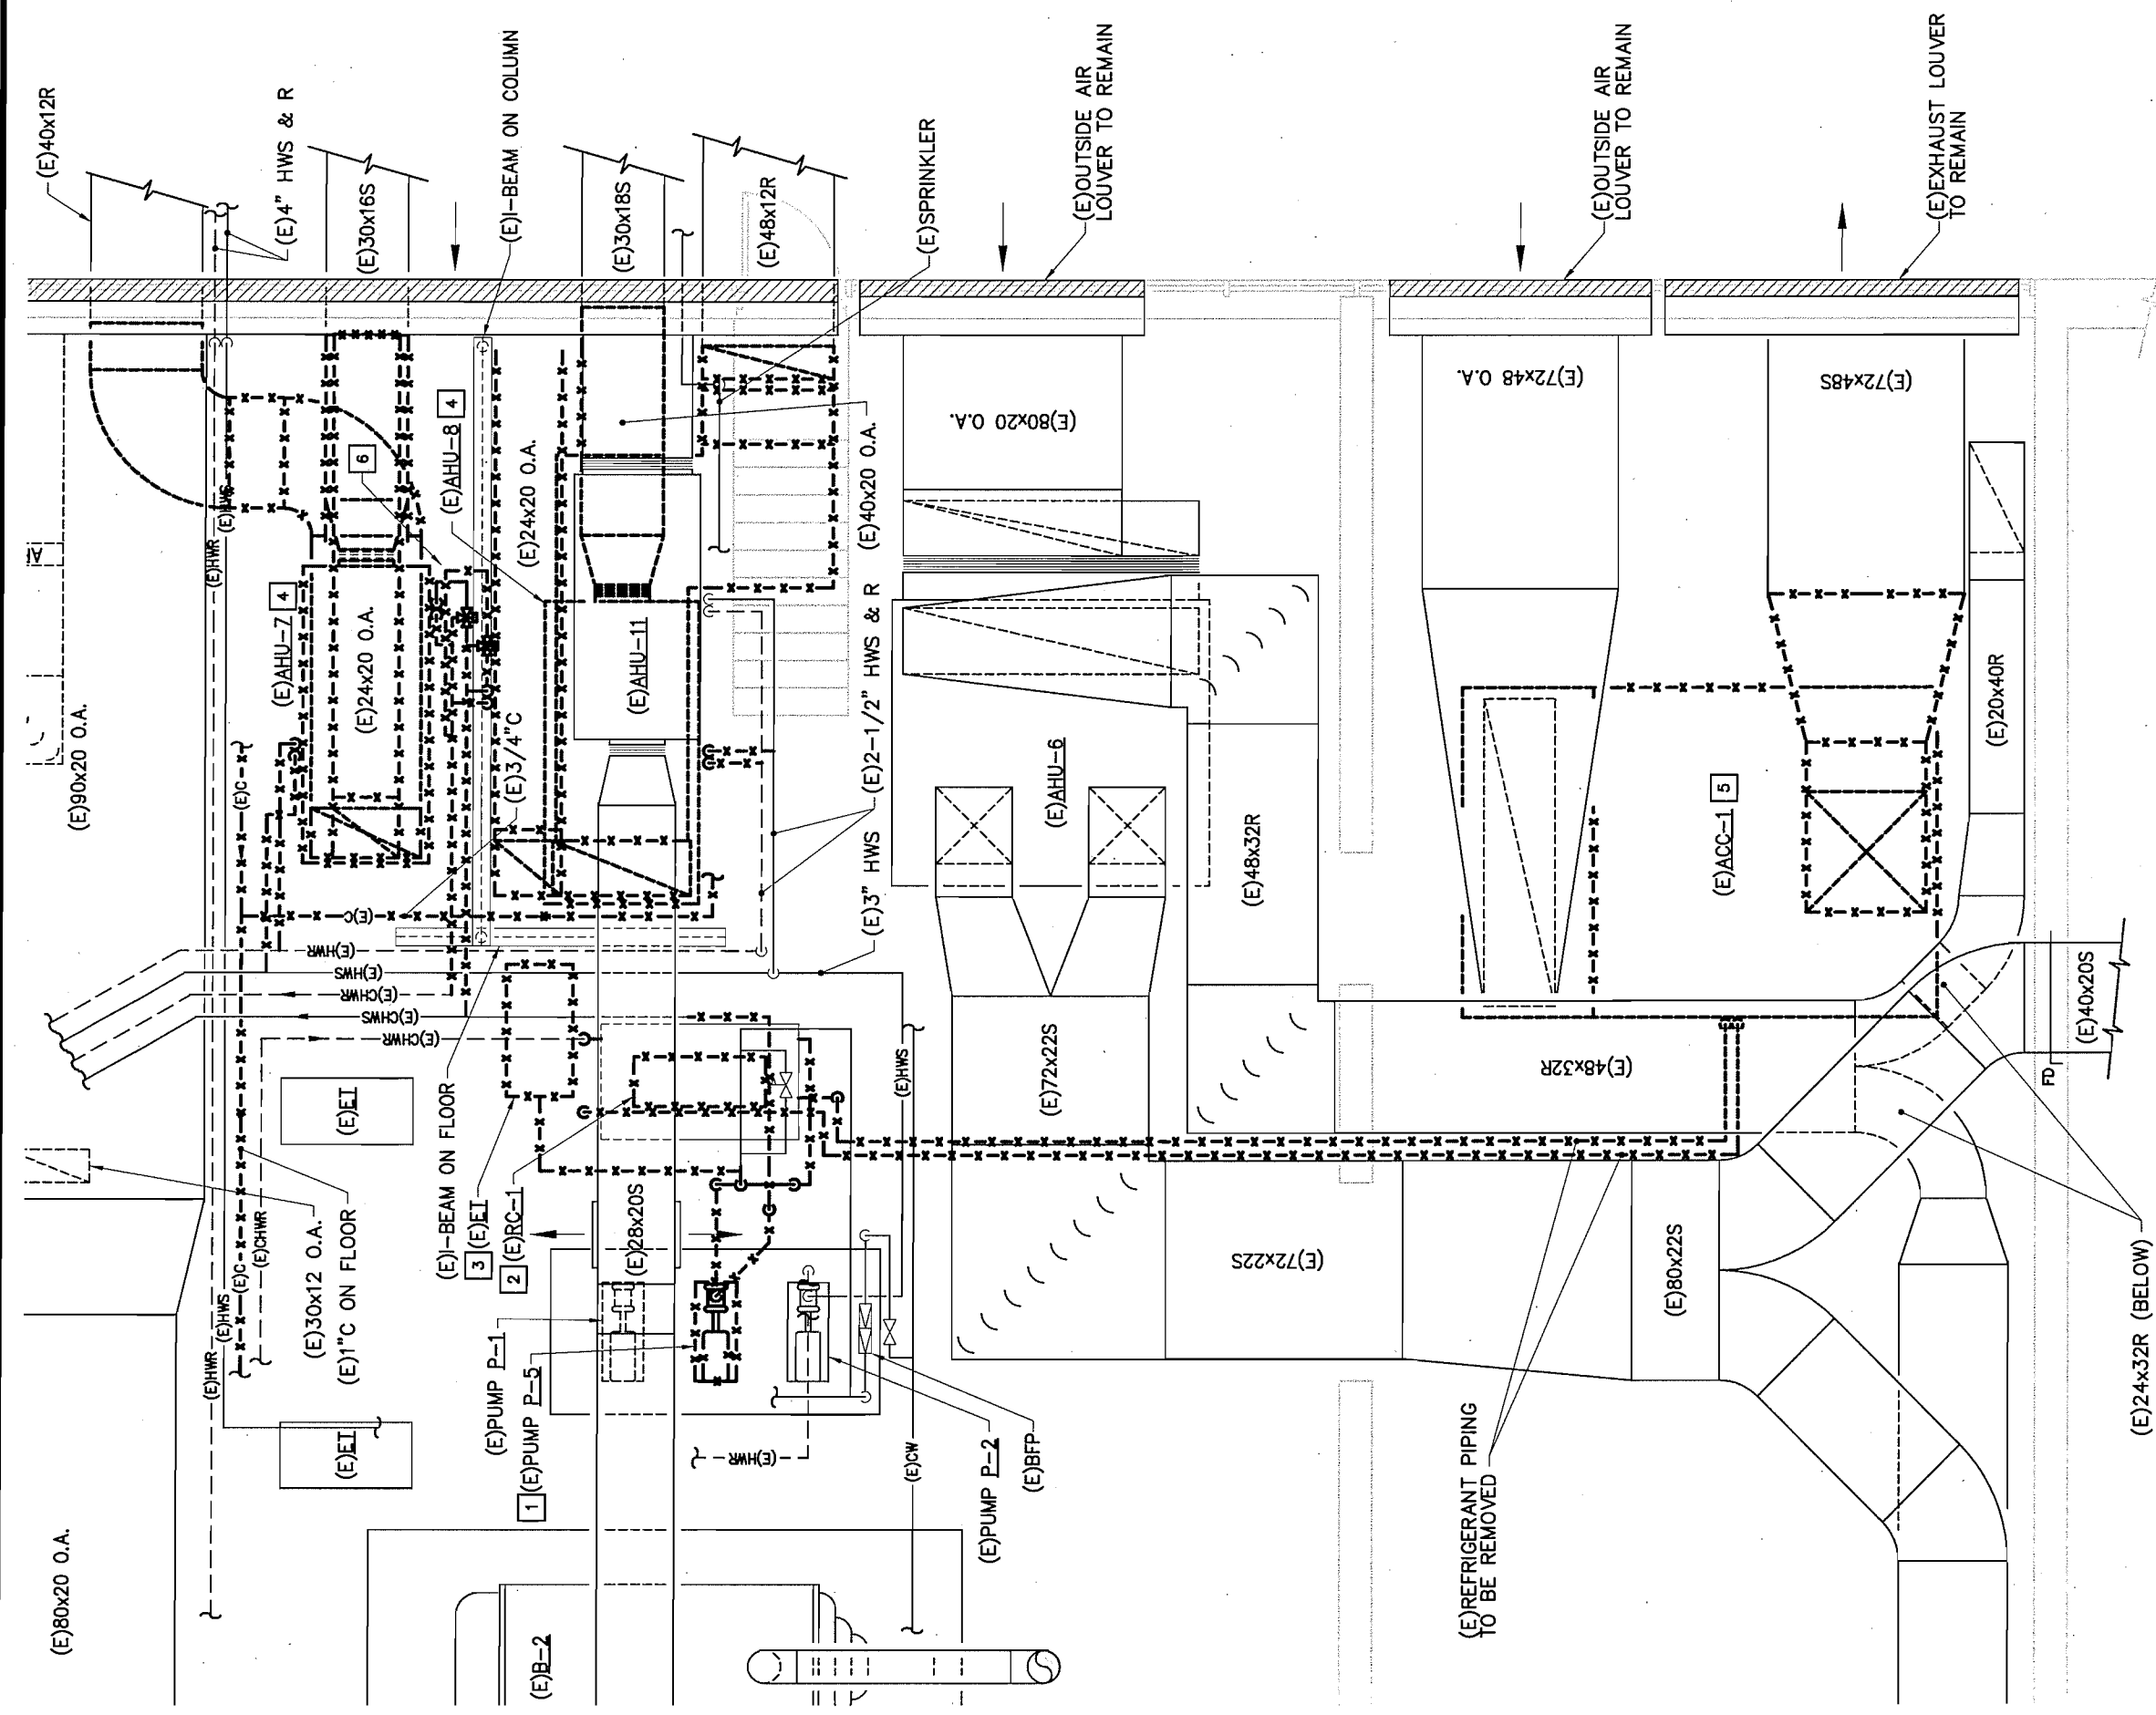 (E)40x12R
(E)4" HWS & R
(E)30x16S
(E)I-BEAM ON COLUMN
(E)30x18S
(E)48x12R
(E)SPRINKLER
(E)OUTSIDE AIR
LOUVER TO REMAIN
(E)OUTSIDE AIR
LOUVER TO REMAIN
(E)EXHAUST LOUVER
TO REMAIN
(E)90x20 O.A.
(E)HWR
(E)HWS
(E)AHU-7
4
(E)24x20 O.A.
6
(E)AHU-8
4
(E)24x20 O.A.
(E)AHU-11
(E)3/4"C
(E)40x20 O.A.
(E)2-1/2" HWS & R
(E)3" HWS
(E)80x20 O.A.
(E)AHU-6
(E)48x32R
(E)72x48 O.A.
(E)72x48S
(E)ACC-1
5
(E)20x40R
(E)C
(E)C
(E)HWR
(E)HWS
(E)CHWR
(E)CHWS
(E)CHWR
(E)EI
(E)I-BEAM ON FLOOR
3
(E)EI
2
(E)RC-1
(E)28x20S
(E)HWS
(E)72x22S
(E)48x32R
(E)72x22S
(E)80x22S
(E)40x20S
FD
(E)24x32R (BELOW)
(E)C
(E)CHWR
(E)HWS
(E)HWR
(E)30x12 O.A.
(E)1"C ON FLOOR
(E)EI
(E)PUMP P-1
1
(E)PUMP P-5
(E)HWR
(E)CW
(E)PUMP P-2
(E)BFP
(E)REFRIGERANT PIPING
TO BE REMOVED
(E)80x20 O.A.
(E)B-2